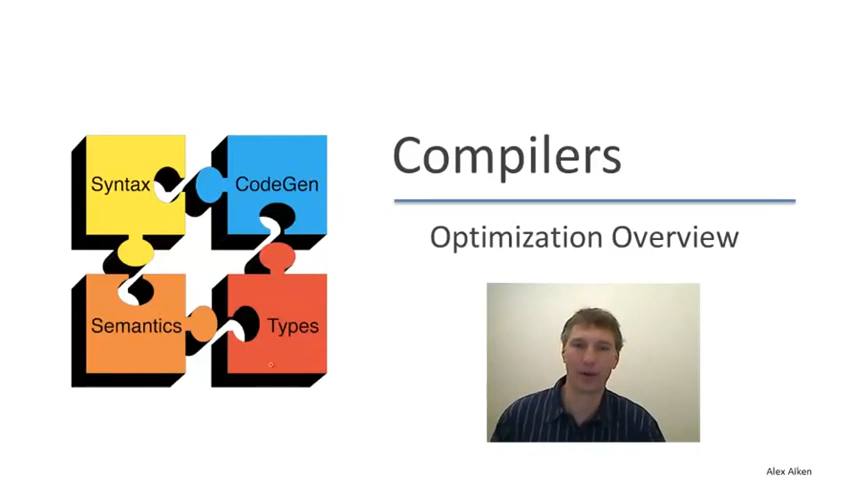 Compilers
Optimization Overview
Syntax
CodeGen
Semantics
Types
Alex Aiken